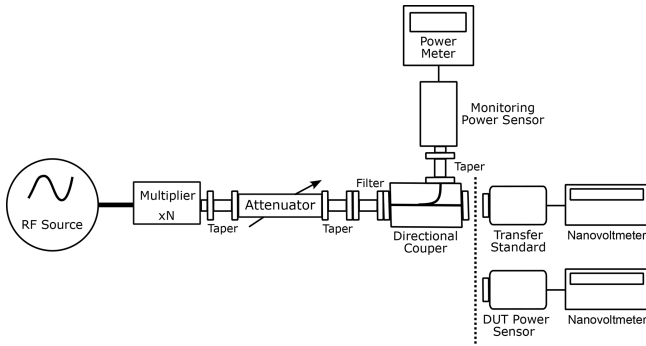 Power
Meter
Monitoring
Power Sensor
Taper
RF Source
Multiplier
xN
Taper
Attenuator
Taper
Filter
Directional
Couper
Transfer
Standard
Nanovoltmeter
DUT Power
Sensor
Nanovoltmeter